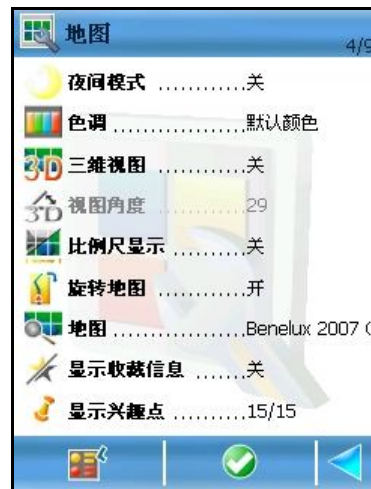 地图
4/9
夜间模式 ............关
色调 ..................默认颜色
三维视图 ............关
视图角度 ............29
比例尺显示 .........关
旋转地图 ............开
地图 ..................Benelux 2007
显示收藏信息 .......关
显示兴趣点 ..........15/15